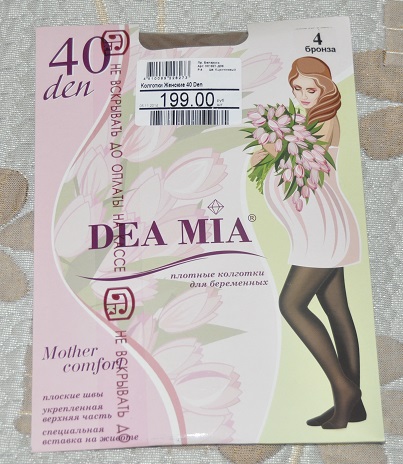 40
den
4
бронза
Колготки Женские 40 Den
199.00
НЕ ВСКРЫВАТЬ ДО ОПЛАТЫ НА КАССЕ
DEA MIA®
плотные колготки
для беременных
Mother
comfort
НЕ ВСКРЫВАТЬ ДО
плоские швы
укрепленная
верхняя часть
специальная
вставка на животе